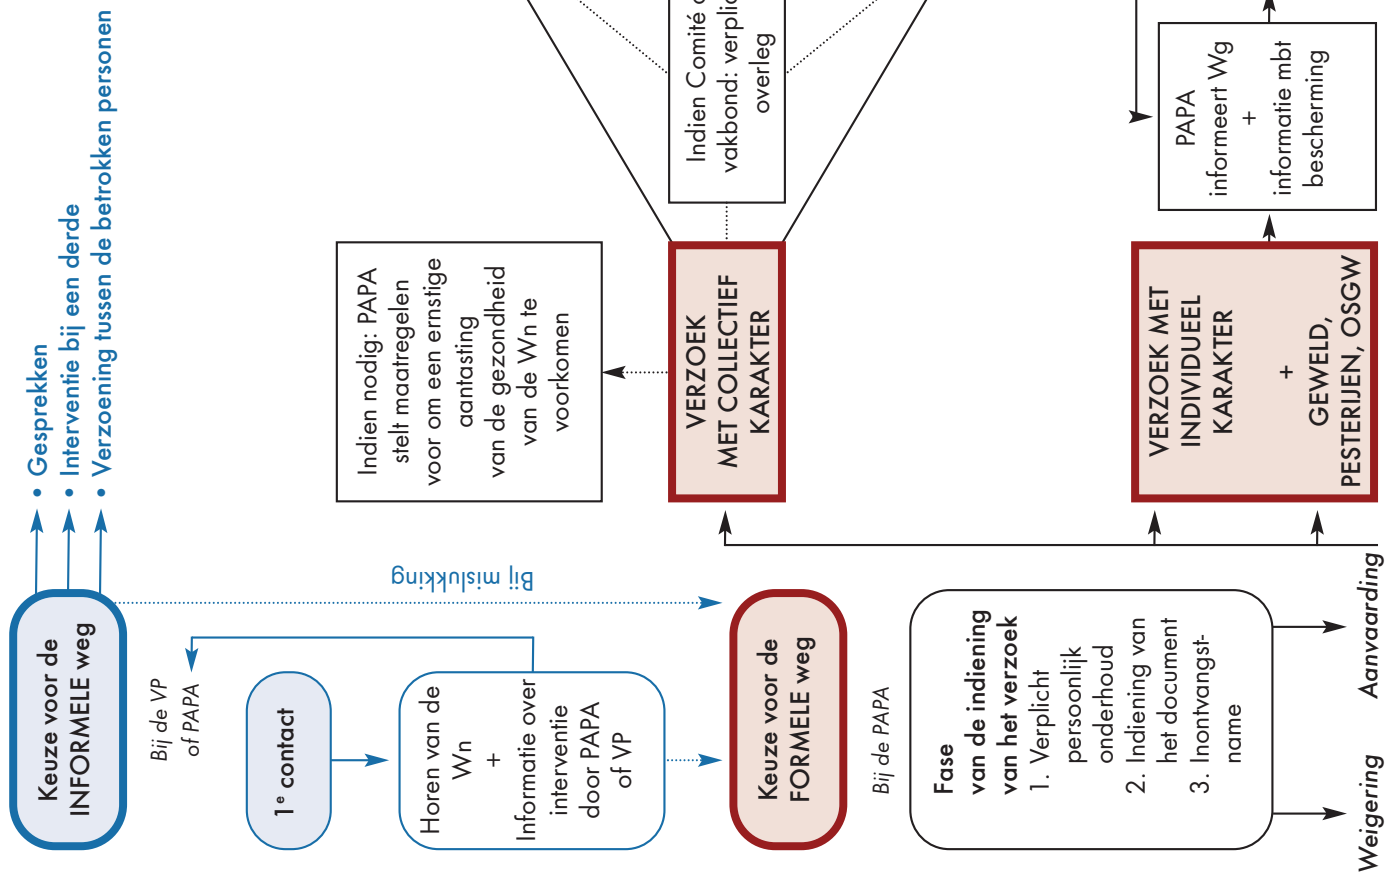 Keuze voor de
INFORMELE weg
• Gesprekken
• Interventie bij een derde
• Verzoening tussen de betrokken personen
Bij de VP
of PAPA
1e contact
Horen van de
Wn
+
Informatie over
interventie
door PAPA
of VP
Bij mislukking
Keuze voor de
FORMELE weg
Bij de PAPA
Fase
van de indiening
van het verzoek
1. Verplicht
persoonlijk
onderhoud
2. Indiening van
het document
3. Inontvangst-
name
Weigering
Aanvaarding
Indien nodig: PAPA
stelt maatregelen
voor om een ernstige
aantasting
van de gezondheid
van de Wn te
voorkomen
VERZOEK
MET COLLECTIEF
KARAKTER
Indien Comité
vakbond:
overleg
VERZOEK MET
INDIVIDUEEL
KARAKTER
+
GEWELD,
PESTERIJEN, OSGW
PAPA
informeert Wg
+
informatie mbt
bescherming